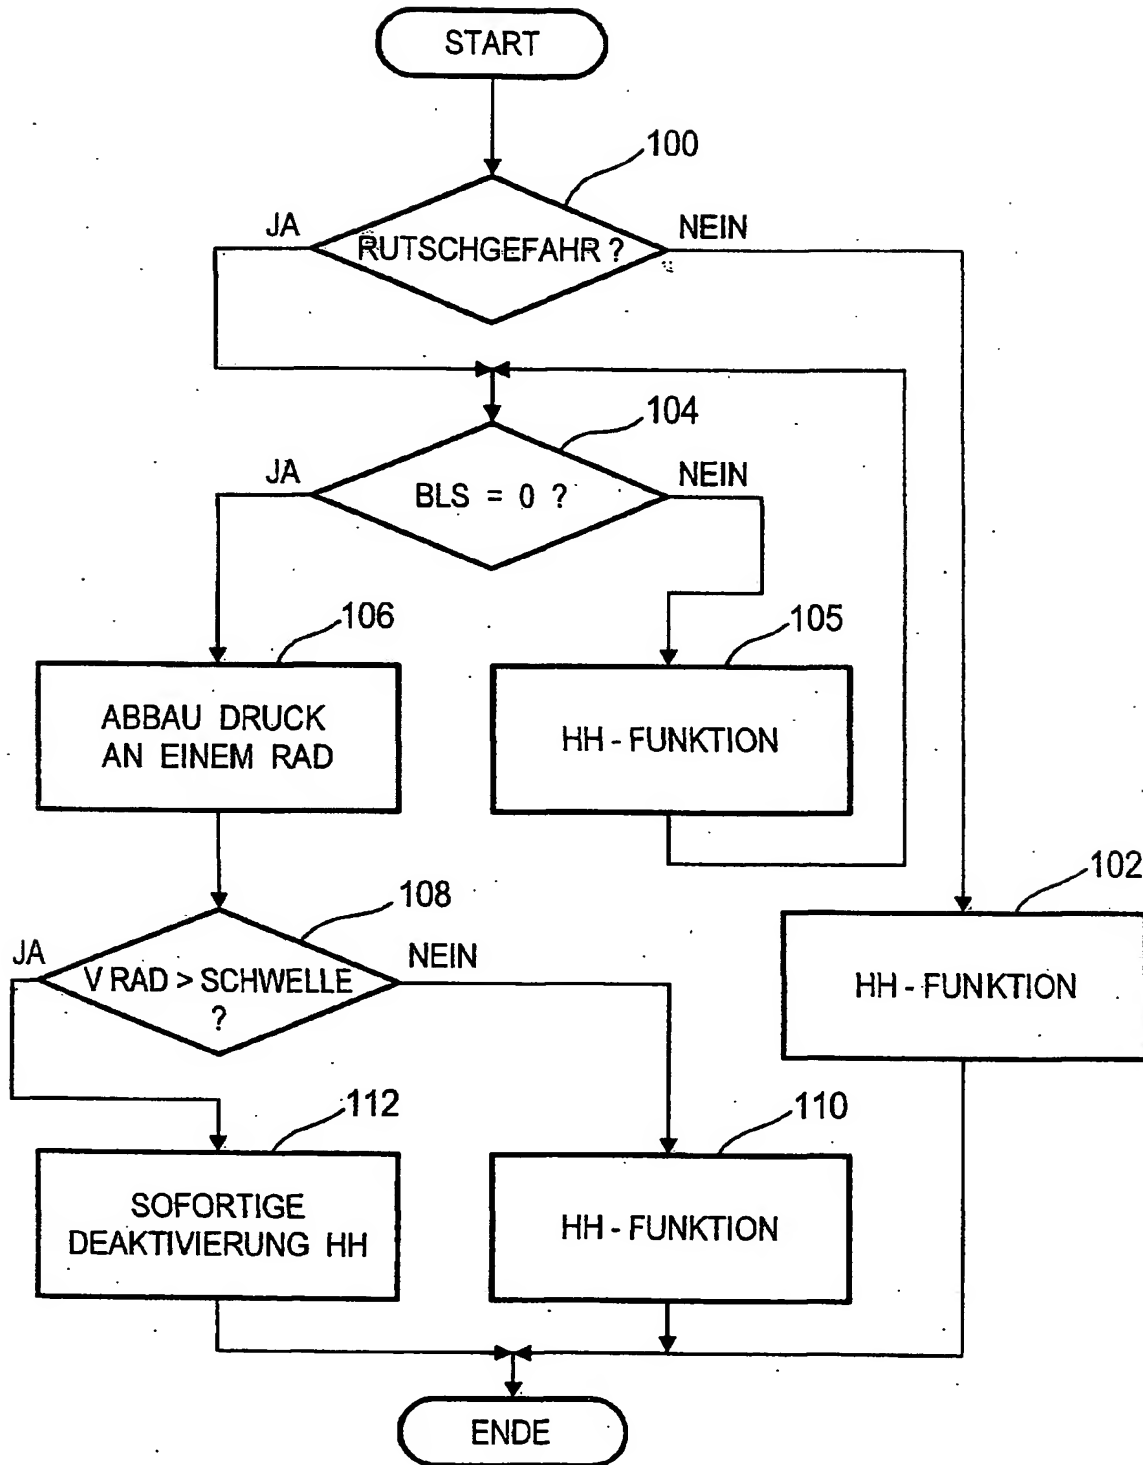 START
100
JA
NEIN
RUTSCHGEFAHR ?
104
JA
NEIN
BLS = 0 ?
106
105
ABBAU DRUCK
AN EINEM RAD
HH - FUNKTION
102
108
JA
NEIN
V RAD > SCHWELLE
?
HH - FUNKTION
112
110
SOFORTIGE
DEAKTIVIERUNG HH
HH - FUNKTION
ENDE